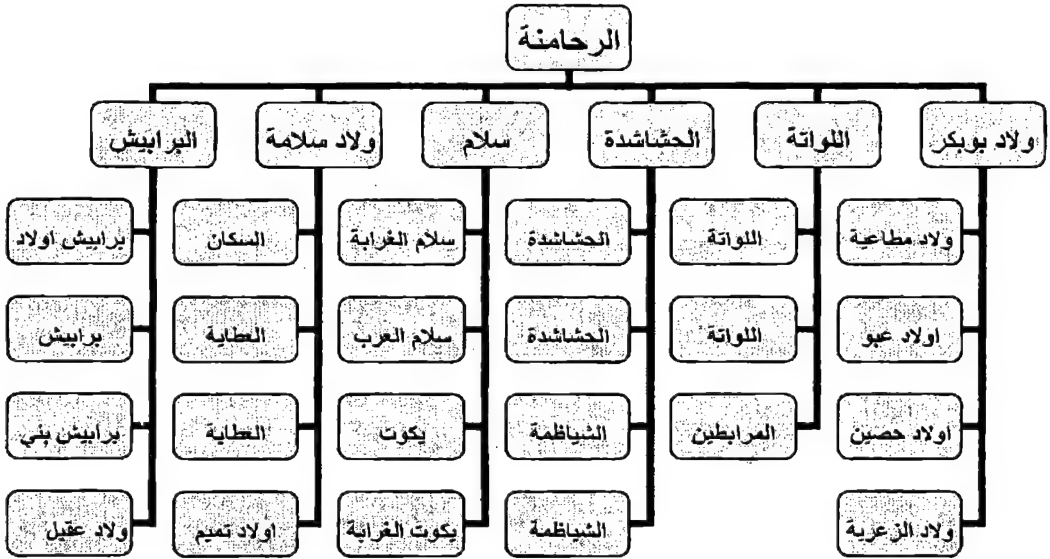 الرحامنة
ولاد بوبكر
اللواتة
الحشاشدة
سلام
ولاد سلامة
البرابيش
ولاد مطاعية
اللواتة
الحشاشدة
سلام الغرابة
السكان
برابيش اولاد
اولاد عبو
اللواتة
الحشاشدة
سلام العرب
العطاية
برابيش
اولاد حصين
المرابطين
الشياظمة
يكوت
العطاية
برابيش بني
ولاد الزعرية
الشياظمة
يكوت الغرابة
اولاد تميم
ولاد عقيل